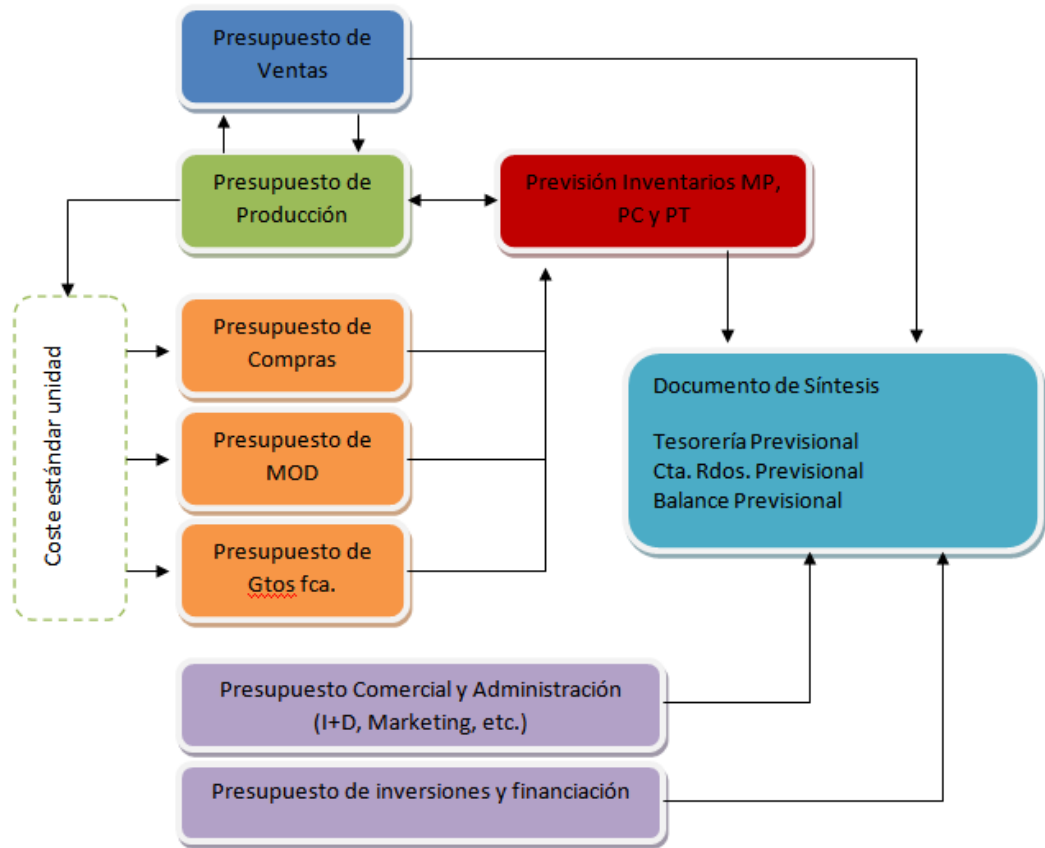 Presupuesto de
Ventas
Presupuesto de
Producción
Previsión Inventarios MP,
PC y PT
Coste estándar unidad
Presupuesto de
Compras
Presupuesto de
MOD
Presupuesto de
Gtos fca.
Documento de Síntesis
Tesorería Previsional
Cta. Rdos. Previsional
Balance Previsional
Presupuesto Comercial y Administración
(I+D, Marketing, etc.)
Presupuesto de inversiones y financiación